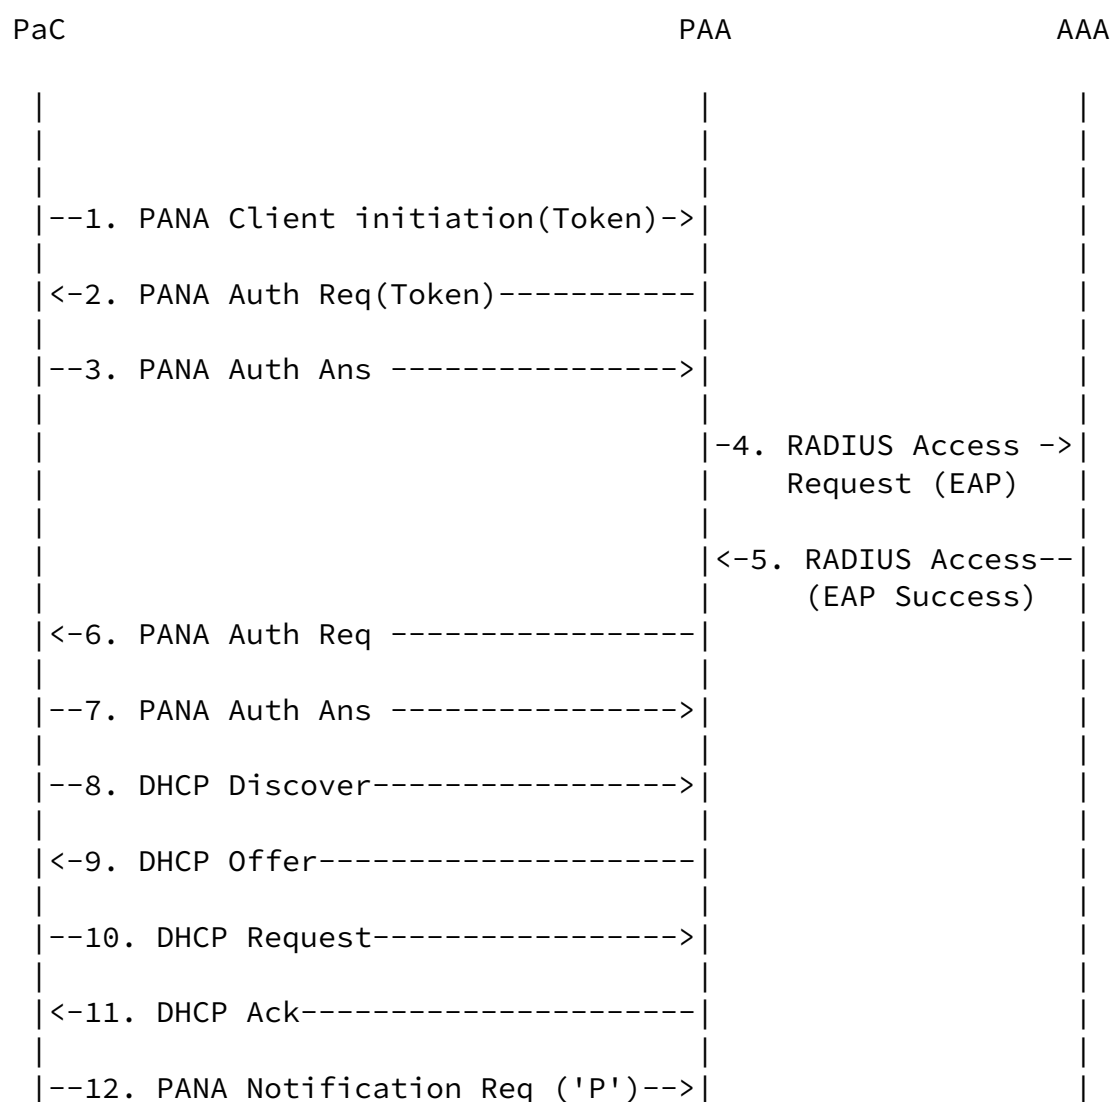 PaC                                  PAA                   AAA

 |                                    |                    |
 |                                    |                    |
 |                                    |                    |
 |--1. PANA Client initiation(Token)->|                    |
 |                                    |                    |
 |<-2. PANA Auth Req(Token)-----------|                    |
 |                                    |                    |
 |--3. PANA Auth Ans ---------------->|                    |
 |                                    |                    |
 |                                    |-4. RADIUS Access ->|
 |                                    |    Request (EAP)   |
 |                                    |                    |
 |                                    |<-5. RADIUS Access--|
 |                                    |     (EAP Success)  |
 |<-6. PANA Auth Req -----------------|                    |
 |                                    |                    |
 |--7. PANA Auth Ans ---------------->|                    |
 |                                    |                    |
 |--8. DHCP Discover----------------->|                    |
 |                                    |                    |
 |<-9. DHCP Offer---------------------|                    |
 |                                    |                    |
 |--10. DHCP Request----------------->|                    |
 |                                    |                    |
 |<-11. DHCP Ack----------------------|                    |
 |                                    |                    |
 |--12. PANA Notification Req ('P')-->|                    |